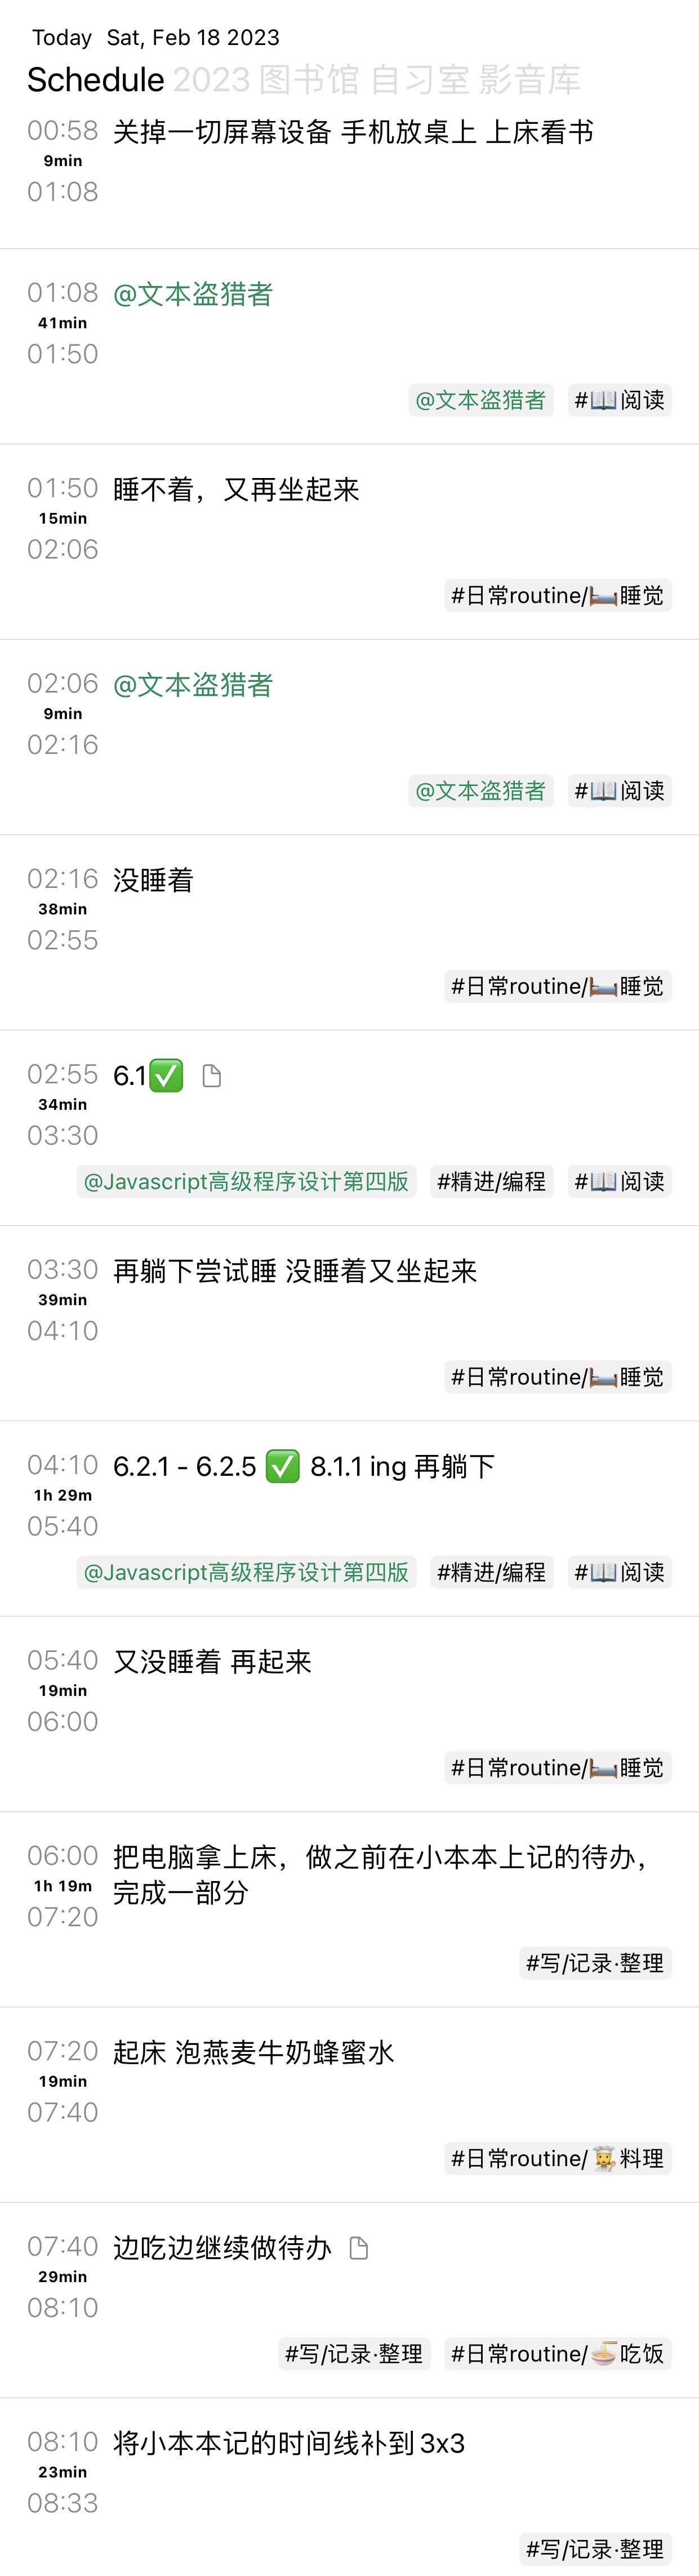 Today Sat, Feb 18 2023
Schedule 2023 图书馆 自习室 影音库
00:58 关掉一切屏幕设备 手机放桌上 上床看书
9min
01:08
01:08 @文本盗猎者
41min
01:50
@文本盗猎者 #📖阅读
01:50 睡不着，又再坐起来
15min
02:06
#日常routine/🛏️睡觉
02:06 @文本盗猎者
9min
02:16
@文本盗猎者 #📖阅读
02:16 没睡着
38min
02:55
#日常routine/🛏️睡觉
02:55 6.1✅
34min
03:30
@Javascript高级程序设计第四版 #精进/编程 #📖阅读
03:30 再躺下尝试睡 没睡着又坐起来
39min
04:10
#日常routine/🛏️睡觉
04:10 6.2.1 - 6.2.5 ✅ 8.1.1 ing 再躺下
1h 29m
05:40
@Javascript高级程序设计第四版 #精进/编程 #📖阅读
05:40 又没睡着 再起来
19min
06:00
#日常routine/🛏️睡觉
06:00 把电脑拿上床，做之前在小本本上记的待办，
1h 19m 完成一部分
07:20
#写/记录·整理
07:20 起床 泡燕麦牛奶蜂蜜水
19min
07:40
#日常routine/👩‍🍳料理
07:40 边吃边继续做待办
29min
08:10
#写/记录·整理 #日常routine/🍜吃饭
08:10 将小本本记的时间线补到3x3
23min
08:33
#写/记录·整理